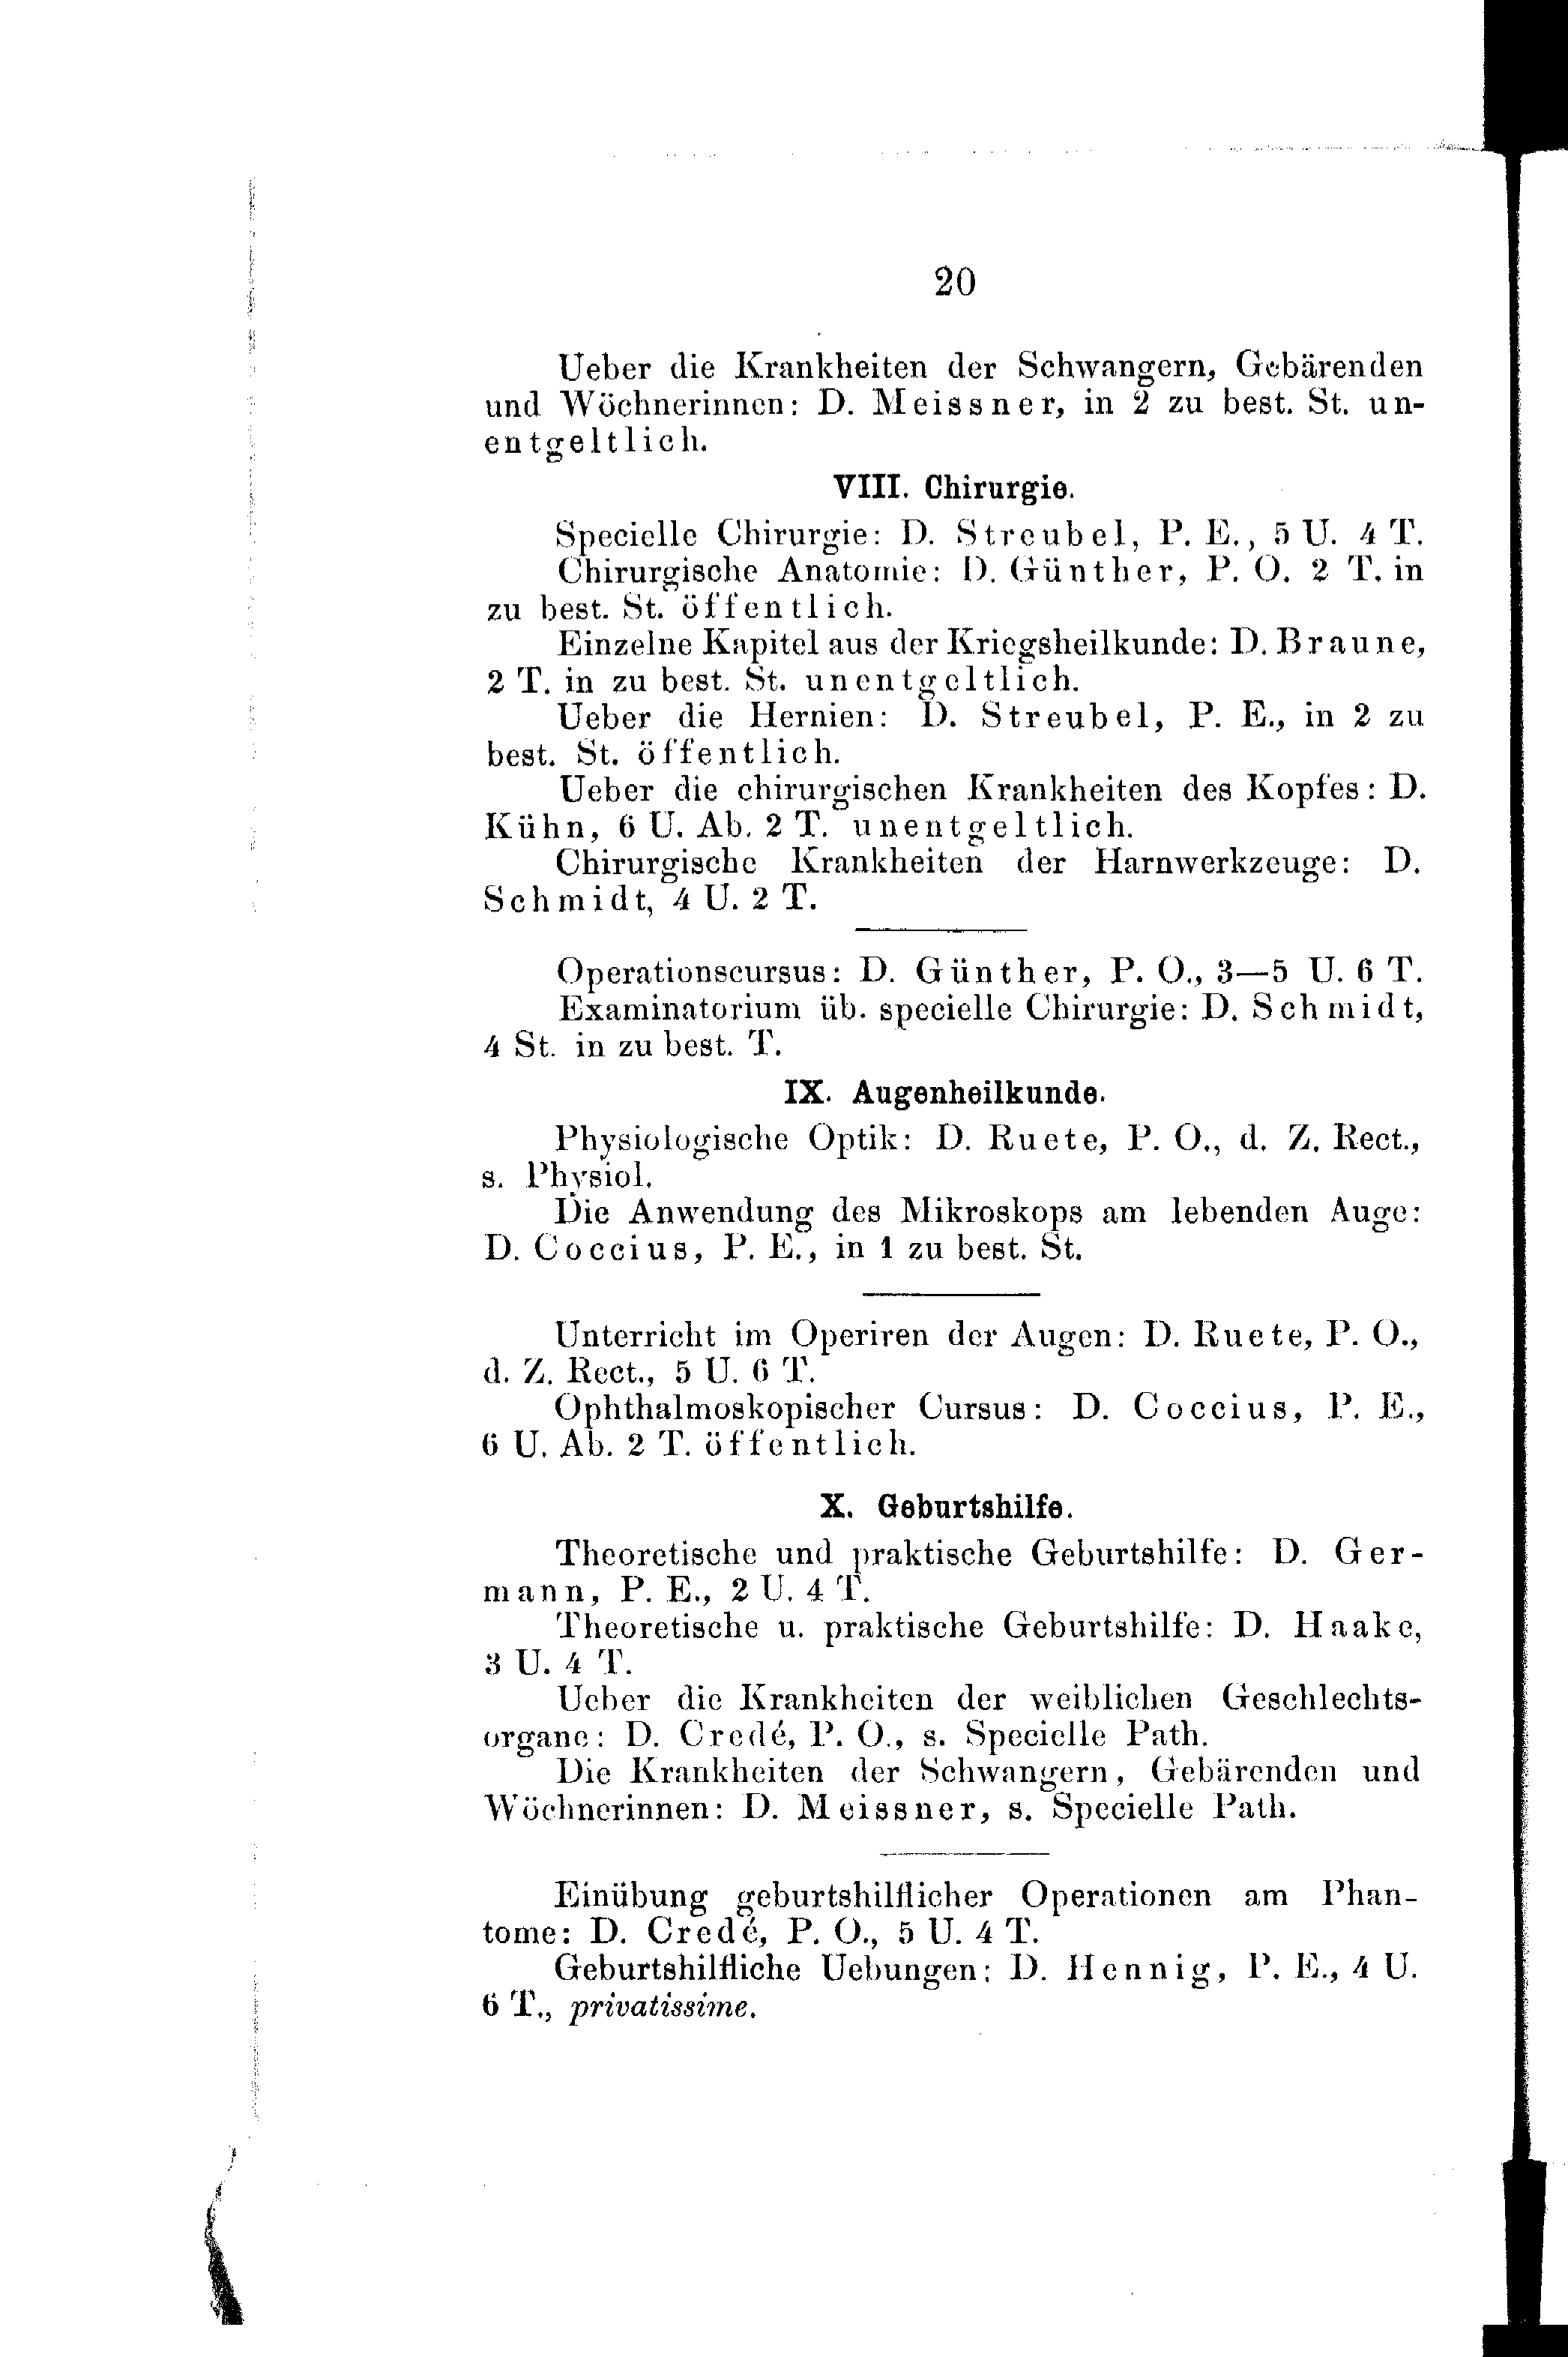 20
Ueber die Krankheiten der Schwangern, Gebärenden
und Wöchnerinnen: D. Meissner, in 2 zu best. St. un-
entgeltlich.
VIII. Chirurgie.
Specielle Chirurgie: D. Streubel, P. E., 5 U. 4 T.
Chirurgische Anatomie: D. Günther, P. O. 2 T. in
zu best. St. öffentlich.
Einzelne Kapitel aus der Kriegsheilkunde: D. Braune,
2 T. in zu best. St. unentgeltlich.
Ueber die Hernien: D. Streubel, P. E., in 2 zu
best. St. öffentlich.
Ueber die chirurgischen Krankheiten des Kopfes: D.
Kühn, 6 U. Ab. 2 T. unentgeltlich.
Chirurgische Krankheiten der Harnwerkzeuge: D.
Schmidt, 4 U. 2 T.
Operationscursus: D. Günther, P. O., 3—5 U. 6 T.
Examinatorium üb. specielle Chirurgie: D. Schmidt,
4 St. in zu best. T.
IX. Augenheilkunde.
Physiologische Optik: D. Ruete, P. O., d. Z. Rect.,
s. Physiol.
Die Anwendung des Mikroskops am lebenden Auge:
D. Coccius, P. E., in 1 zu best. St.
Unterricht im Operiren der Augen: D. Ruete, P. O.,
d. Z. Rect., 5 U. 6 T.
Ophthalmoskopischer Cursus: D. Coccius, P. E.,
6 U. Ab. 2 T. öffentlich.
X. Geburtshilfe.
Theoretische und praktische Geburtshilfe: D. Ger-
mann, P. E., 2 U. 4 T.
Theoretische u. praktische Geburtshilfe: D. Haake,
3 U. 4 T.
Ueber die Krankheiten der weiblichen Geschlechts-
organe: D. Credé, P. O., s. Specielle Path.
Die Krankheiten der Schwangern, Gebärenden und
Wöchnerinnen: D. Meissner, s. Specielle Path.
Einübung geburtshilflicher Operationen am Phan-
tome: D. Credé, P. O., 5 U. 4 T.
Geburtshilfliche Uebungen: D. Hennig, P. E., 4 U.
6 T., privatissime.